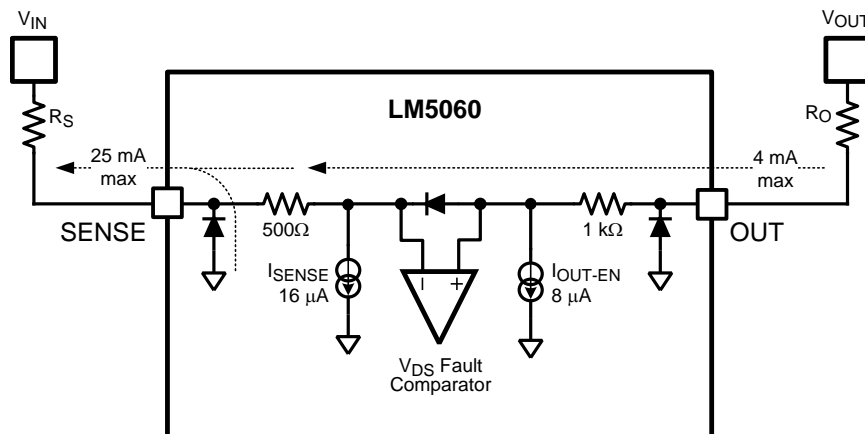 VIN
VOUT
LM5060
RS
RO
25 mA
max
4 mA
max
SENSE
500Ω
1 kΩ
OUT
ISENSE
16 μA
– +
IOUT-EN
8 μA
VDS Fault
Comparator